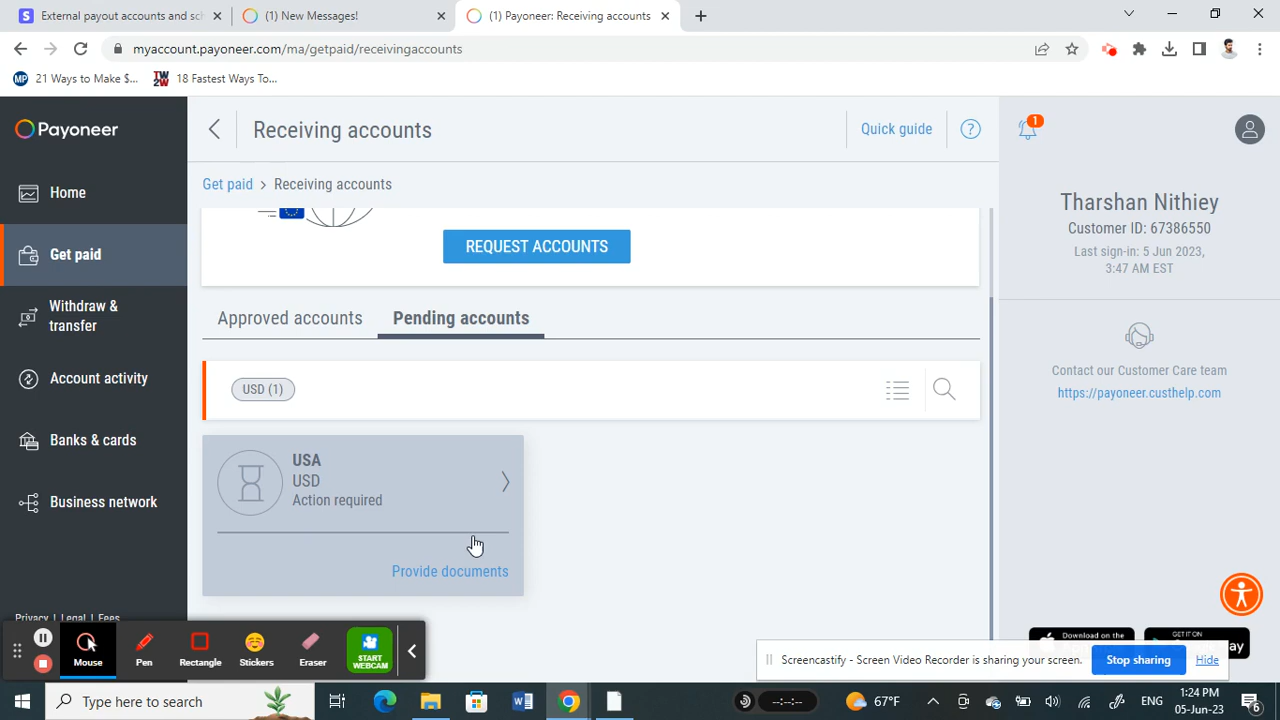 External payout accounts and sch
(1) New Messages!
(1) Payoneer: Receiving accounts
myaccount.payoneer.com/ma/getpaid/receivingaccounts
MP 21 Ways to Make $...
TW 2W 18 Fastest Ways To...
Payoneer
Receiving accounts
Quick guide
?
1
Home
Get paid
Withdraw &
transfer
Account activity
Banks & cards
Business network
Privacy | Legal | Fees
Get paid > Receiving accounts
REQUEST ACCOUNTS
Approved accounts
Pending accounts
USD (1)
USA
USD
Action required
Provide documents
Tharshan Nithiey
Customer ID: 67386550
Last sign-in: 5 Jun 2023,
3:47 AM EST
Contact our Customer Care team
https://payoneer.custhelp.com
Download on the
GET IT ON
Mouse
Pen
Rectangle
Stickers
Eraser
START
WEBCAM
Screencastify - Screen Video Recorder is sharing your screen.
Stop sharing
Hide
Type here to search
W
--:--:--
67°F
ENG
1:24 PM
05-Jun-23
6